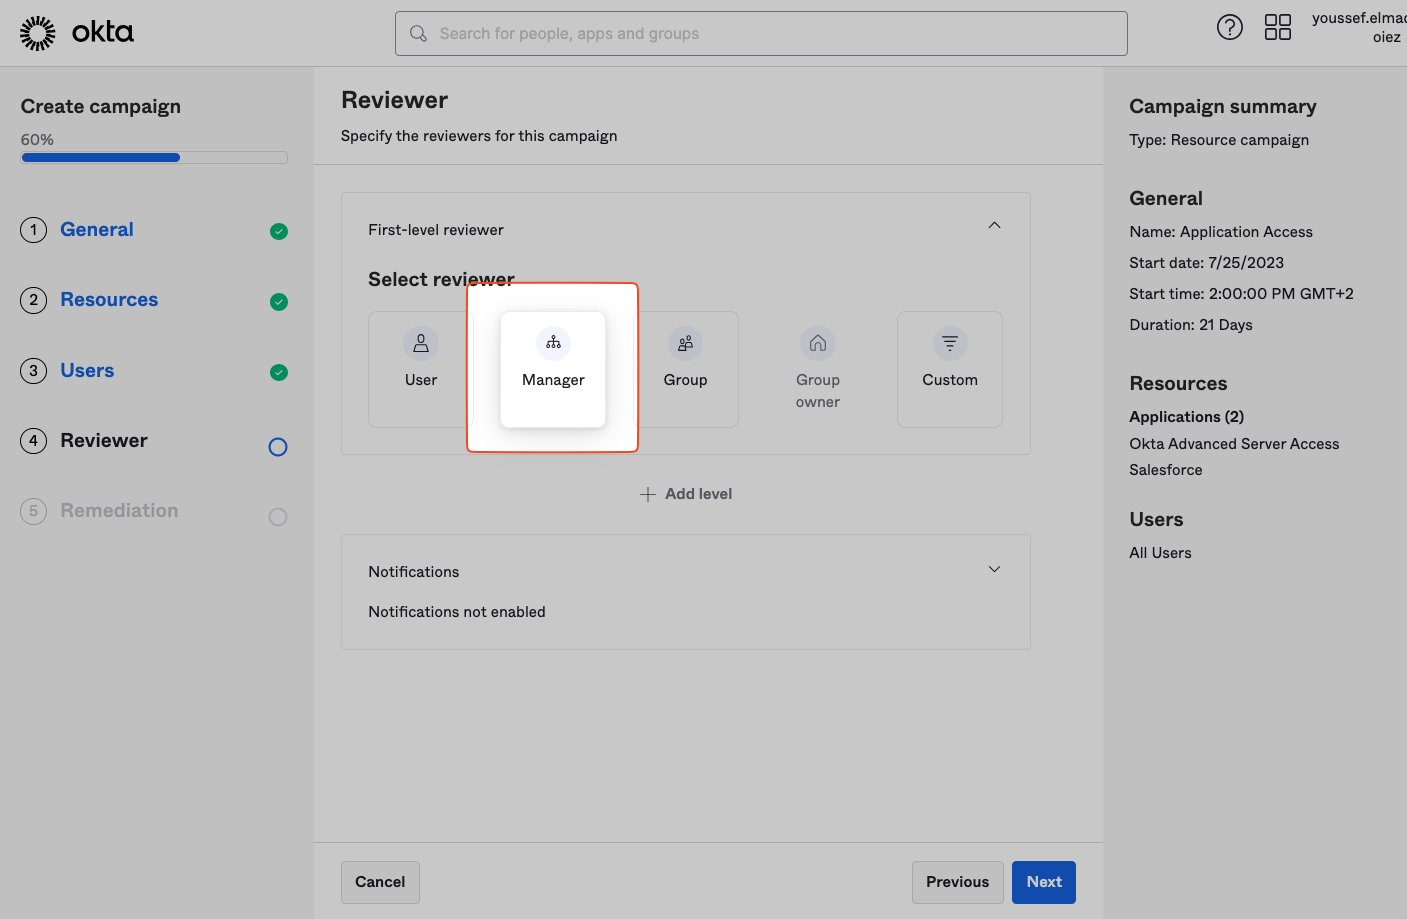 okta
Search for people, apps and groups
youssef.elmad
oiez
Create campaign
60%
1 General
2 Resources
3 Users
4 Reviewer
5 Remediation
Reviewer
Specify the reviewers for this campaign
First-level reviewer
Select reviewer
User
Manager
Group
Group
owner
Custom
Add level
Notifications
Notifications not enabled
Cancel
Previous
Next
Campaign summary
Type: Resource campaign
General
Name: Application Access
Start date: 7/25/2023
Start time: 2:00:00 PM GMT+2
Duration: 21 Days
Resources
Applications (2)
Okta Advanced Server Access
Salesforce
Users
All Users